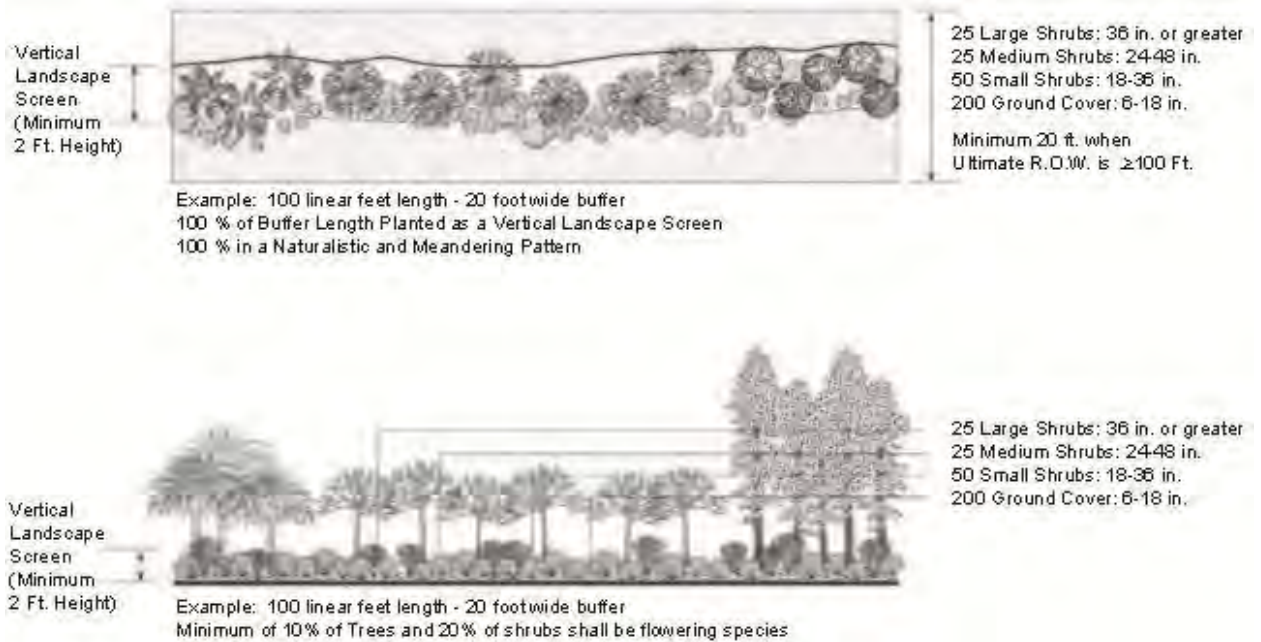 Vertical
Landscape
Screen
(Minimum
2 Ft. Height)
25 Large Shrubs: 36 in. or greater
25 Medium Shrubs: 24-48 in.
50 Small Shrubs: 18-36 in.
200 Ground Cover: 6-18 in.
Minimum 20 ft. when
Ultimate R.O.W. is ≥100 Ft.
Example: 100 linear feet length - 20 foot wide buffer
100 % of Buffer Length Planted as a Vertical Landscape Screen
100 % in a Naturalistic and Meandering Pattern
25 Large Shrubs: 36 in. or greater
25 Medium Shrubs: 24-48 in.
50 Small Shrubs: 18-36 in.
200 Ground Cover: 6-18 in.
Vertical
Landscape
Screen
(Minimum
2 Ft. Height)
Example: 100 linear feet length - 20 foot wide buffer
Minimum of 10% of Trees and 20% of shrubs shall be flowering species